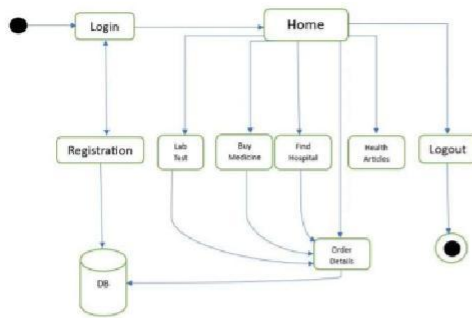 Login
Home
Registration
Lab
Test
Buy
Medicine
Find
Hospital
Health
Articles
Logout
Order
Details
DB